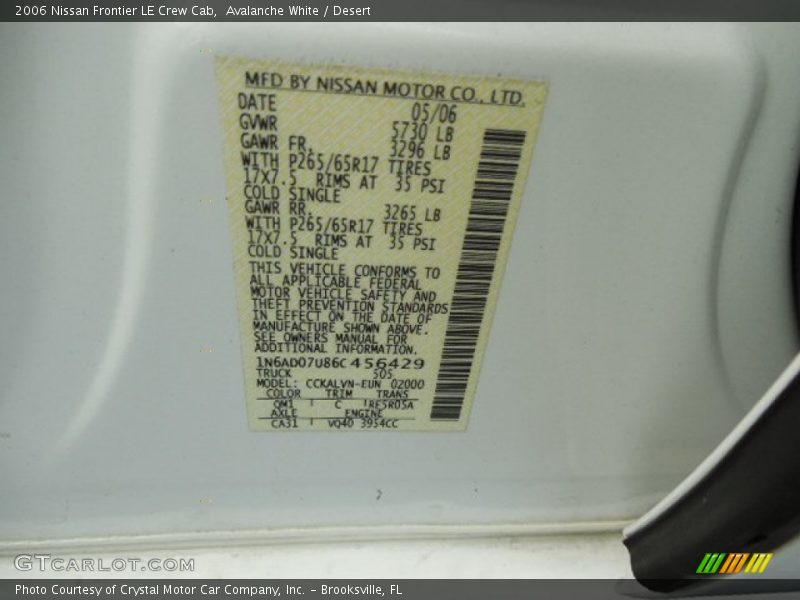 2006 Nissan Frontier LE Crew Cab,  Avalanche White / Desert
MFD BY NISSAN MOTOR CO., LTD.
DATE 05/06
GVWR 5730 LB
GAWR FR. 3296 LB
WITH P265/65R17 TIRES
17X7.5 RIMS AT 35 PSI
COLD SINGLE
GAWR RR. 3265 LB
WITH P265/65R17 TIRES
17X7.5 RIMS AT 35 PSI
COLD SINGLE
THIS VEHICLE CONFORMS TO
ALL APPLICABLE FEDERAL
MOTOR VEHICLE SAFETY AND
THEFT PREVENTION STANDARDS
IN EFFECT ON THE DATE OF
MANUFACTURE SHOWN ABOVE.
SEE OWNERS MANUAL FOR
ADDITIONAL INFORMATION.
1N6AD07U86C456429
TRUCK 505
MODEL: CCKALVN-EUN 02000
COLOR TRIM TRANS
QM1 C RE5R05A
AXLE ENGINE
CA31 VQ40 3954CC
GTCARLOT.COM
Photo Courtesy of Crystal Motor Car Company, Inc. – Brooksville, FL